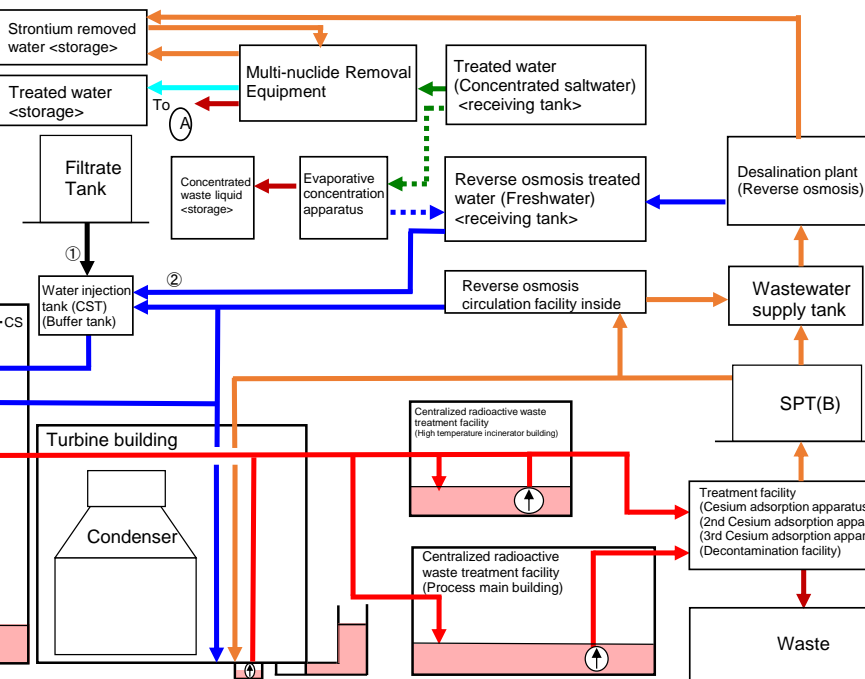 Strontium removed
water <storage>
Treated water
<storage>
Multi-nuclide Removal
Equipment
To
A
Treated water
(Concentrated saltwater)
<receiving tank>
Filtrate
Tank
Concentrated
waste liquid
<storage>
Evaporative
concentration
apparatus
Reverse osmosis treated
water (Freshwater)
<receiving tank>
Desalination plant
(Reverse osmosis)
①
②
Water injection
tank (CST)
(Buffer tank)
Reverse osmosis
circulation facility inside
Wastewater
supply tank
・CS
SPT(B)
Turbine building
Condenser
Centralized radioactive waste
treatment facility
(High temperature incinerator building)
Treatment facility
(Cesium adsorption apparatus
(2nd Cesium adsorption appa
(3rd Cesium adsorption appar
(Decontamination facility)
Centralized radioactive
waste treatment facility
(Process main building)
Waste